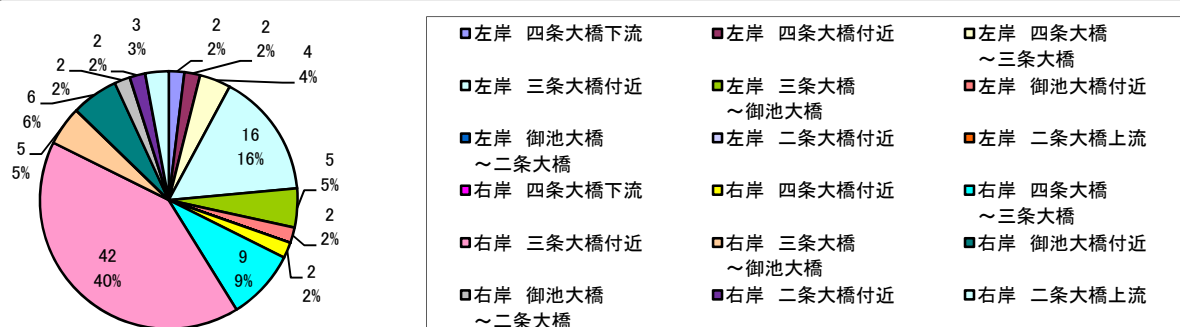 3
3%
2
2%
2
2%
4
4%
2
2%
2
2%
6
6%
5
5%
16
16%
5
5%
2
2%
2
2%
9
9%
42
40%
左岸　四条大橋下流
左岸　四条大橋付近
左岸　四条大橋
～三条大橋
左岸　三条大橋付近
左岸　三条大橋
～御池大橋
左岸　御池大橋付近
左岸　御池大橋
～二条大橋
左岸　二条大橋付近
左岸　二条大橋上流
右岸　四条大橋下流
右岸　四条大橋付近
右岸　四条大橋
～三条大橋
右岸　三条大橋付近
右岸　三条大橋
～御池大橋
右岸　御池大橋付近
右岸　御池大橋
～二条大橋
右岸　二条大橋付近
右岸　二条大橋上流